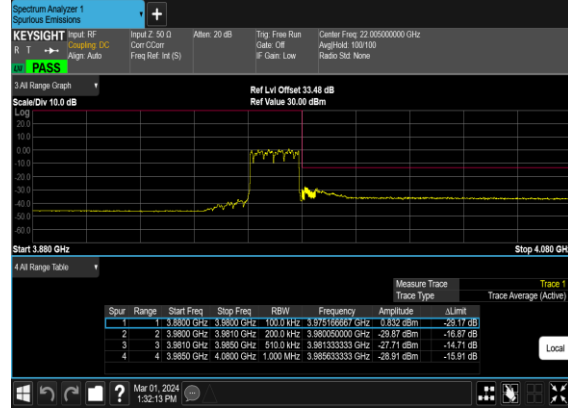 Spectrum Analyzer 1
Spurious Emissions
+
KEYSIGHT Input: RF Input Z: 50 Ω Atten: 20 dB Trig: Free Run Center Freq: 22.005000000 GHz
R T Coupling: DC Corr CCorr Gate: Off Avg|Hold: 100/100
Align: Auto Freq Ref: Int (S) IF Gain: Low Radio Std: None
PASS
3 All Range Graph
Ref Lvl Offset 33.48 dB
Scale/Div 10.0 dB Ref Value 30.00 dBm
Log
20.0
10.0
0.00
-10.0
-20.0
-30.0
-40.0
-50.0
-60.0
Start 3.880 GHz Stop 4.080 GH
4 All Range Table
Measure Trace Trace 1
Trace Type Trace Average (Active)
Spur Range Start Freq Stop Freq RBW Frequency Amplitude ΔLimit
1 1 3.8800 GHz 3.9800 GHz 100.0 kHz 3.975166667 GHz 0.832 dBm -29.17 dB
2 2 3.9800 GHz 3.9810 GHz 200.0 kHz 3.980050000 GHz -29.87 dBm -16.87 dB
3 3 3.9810 GHz 3.9850 GHz 510.0 kHz 3.981333333 GHz -27.71 dBm -14.71 dB
4 4 3.9850 GHz 4.0800 GHz 1.000 MHz 3.985633333 GHz -28.91 dBm -15.91 dB
Local
? Mar 01, 2024
1:32:13 PM